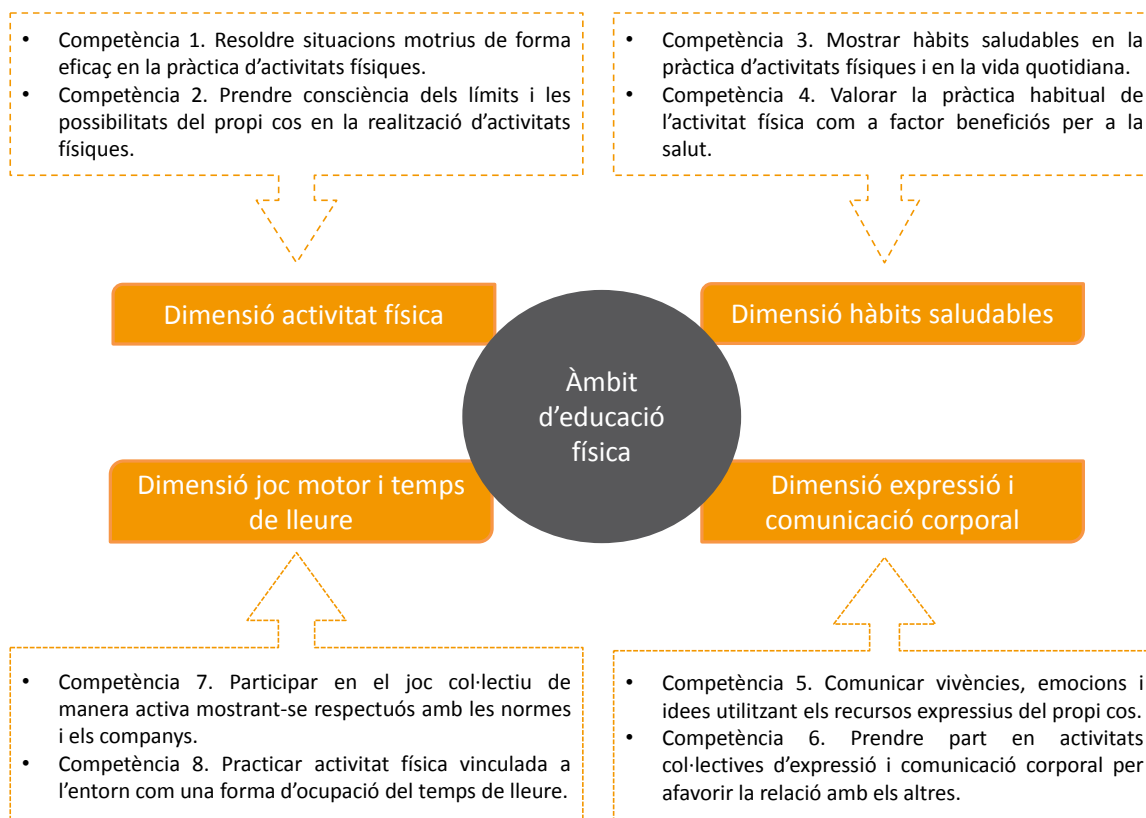 • Competència 1. Resoldre situacions motrius de forma
eficaç en la pràctica d'activitats físiques.
• Competència 2. Prendre consciència dels límits i les
possibilitats del propi cos en la realització d'activitats
físiques.
• Competència 3. Mostrar hàbits saludables en la
pràctica d'activitats físiques i en la vida quotidiana.
• Competència 4. Valorar la pràctica habitual de
l'activitat física com a factor beneficiós per a la
salut.
Dimensió activitat física
Dimensió hàbits saludables
Àmbit
d'educació
física
Dimensió joc motor i temps
de lleure
Dimensió expressió i
comunicació corporal
• Competència 7. Participar en el joc col·lectiu de
manera activa mostrant-se respectuós amb les normes
i els companys.
• Competència 8. Practicar activitat física vinculada a
l'entorn com una forma d'ocupació del temps de lleure.
• Competència 5. Comunicar vivències, emocions i
idees utilitzant els recursos expressius del propi cos.
• Competència 6. Prendre part en activitats
col·lectives d'expressió i comunicació corporal per
afavorir la relació amb els altres.